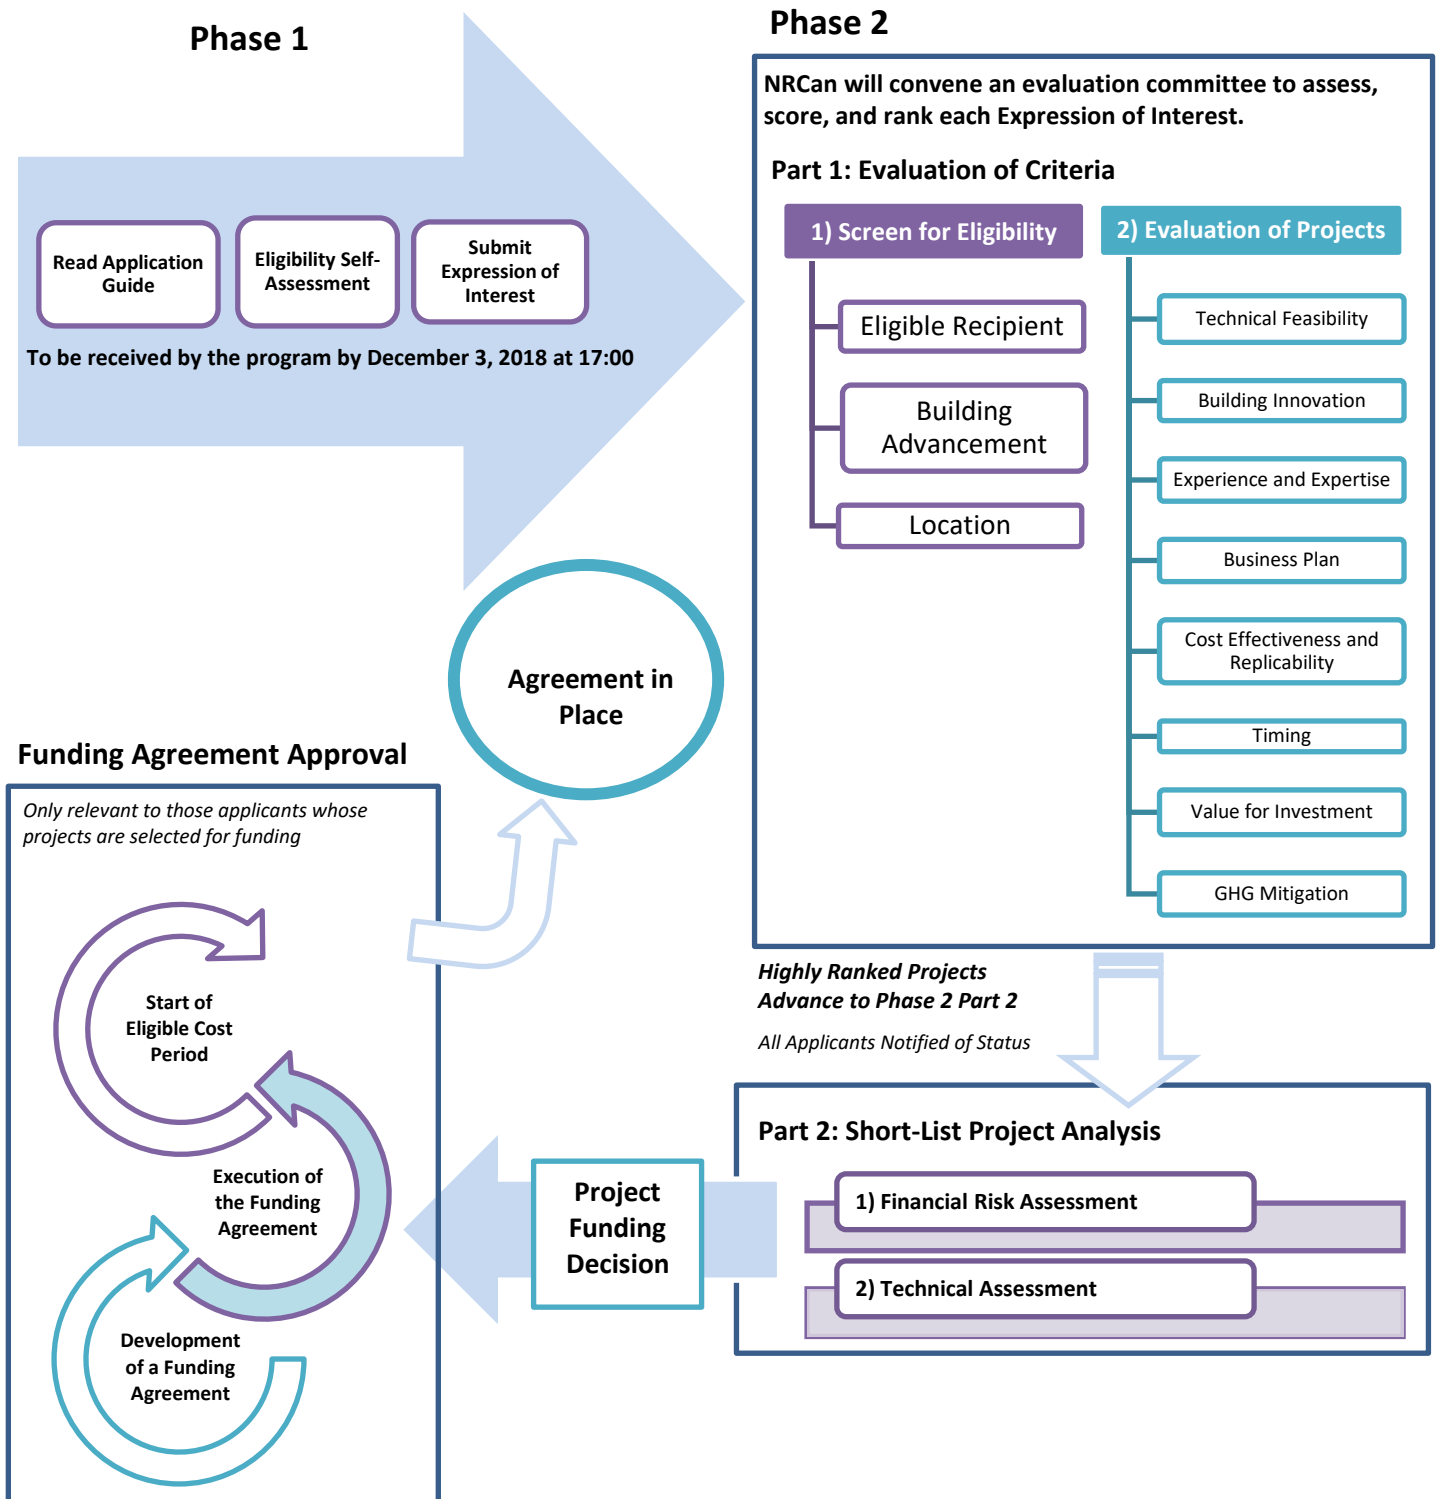 Phase 1
Read Application
Guide
Eligibility Self-
Assessment
Submit
Expression of
Interest
To be received by the program by December 3, 2018 at 17:00
Phase 2
NRCan will convene an evaluation committee to assess,
score, and rank each Expression of Interest.
Part 1: Evaluation of Criteria
1) Screen for Eligibility
Eligible Recipient
Building
Advancement
Location
2) Evaluation of Projects
Technical Feasibility
Building Innovation
Experience and Expertise
Business Plan
Cost Effectiveness and
Replicability
Timing
Value for Investment
GHG Mitigation
Highly Ranked Projects
Advance to Phase 2 Part 2
All Applicants Notified of Status
Part 2: Short-List Project Analysis
1) Financial Risk Assessment
2) Technical Assessment
Project
Funding
Decision
Funding Agreement Approval
Only relevant to those applicants whose
projects are selected for funding
Start of
Eligible Cost
Period
Execution of
the Funding
Agreement
Development
of a Funding
Agreement
Agreement in
Place